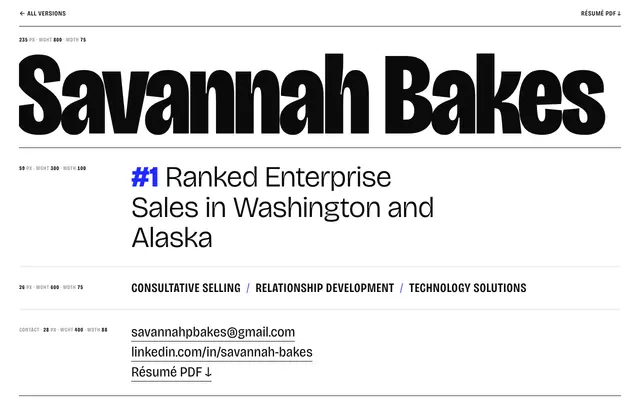 ← ALL VERSIONS
RÉSUMÉ PDF ↓
235 PX · WGHT 800 · WDTH 75
Savannah Bakes
59 PX · WGHT 300 · WDTH 100
#1 Ranked Enterprise
Sales in Washington and
Alaska
26 PX · WGHT 600 · WDTH 75
CONSULTATIVE SELLING / RELATIONSHIP DEVELOPMENT / TECHNOLOGY SOLUTIONS
CONTACT · 28 PX · WGHT 400 · WDTH 88
savannahpbakes@gmail.com
linkedin.com/in/savannah-bakes
Résumé PDF ↓